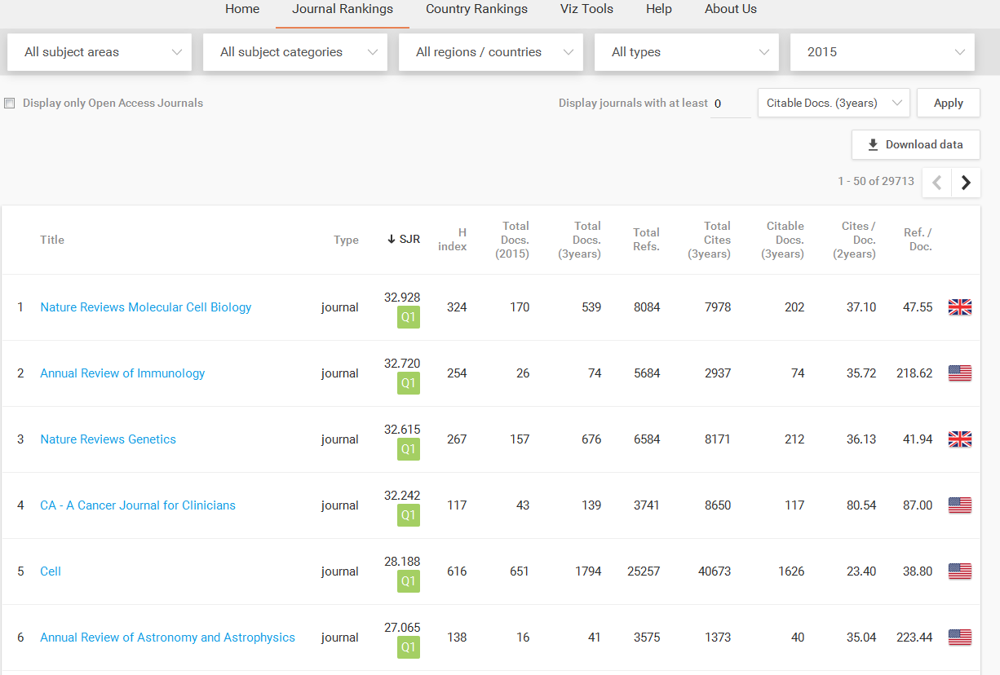 Home Journal Rankings Country Rankings Viz Tools Help About Us
All subject areas All subject categories All regions / countries All types 2015
Display only Open Access Journals Display journals with at least 0 Citable Docs. (3years) Apply
Download data
1 - 50 of 29713
Title Type SJR H index Total Docs. (2015) Total Docs. (3years) Total Refs. Total Cites (3years) Citable Docs. (3years) Cites / Doc. (2years) Ref. / Doc.
1 Nature Reviews Molecular Cell Biology journal 32.928 Q1 324 170 539 8084 7978 202 37.10 47.55
2 Annual Review of Immunology journal 32.720 Q1 254 26 74 5684 2937 74 35.72 218.62
3 Nature Reviews Genetics journal 32.615 Q1 267 157 676 6584 8171 212 36.13 41.94
4 CA - A Cancer Journal for Clinicians journal 32.242 Q1 117 43 139 3741 8650 117 80.54 87.00
5 Cell journal 28.188 Q1 616 651 1794 25257 40673 1626 23.40 38.80
6 Annual Review of Astronomy and Astrophysics journal 27.065 Q1 138 16 41 3575 1373 40 35.04 223.44